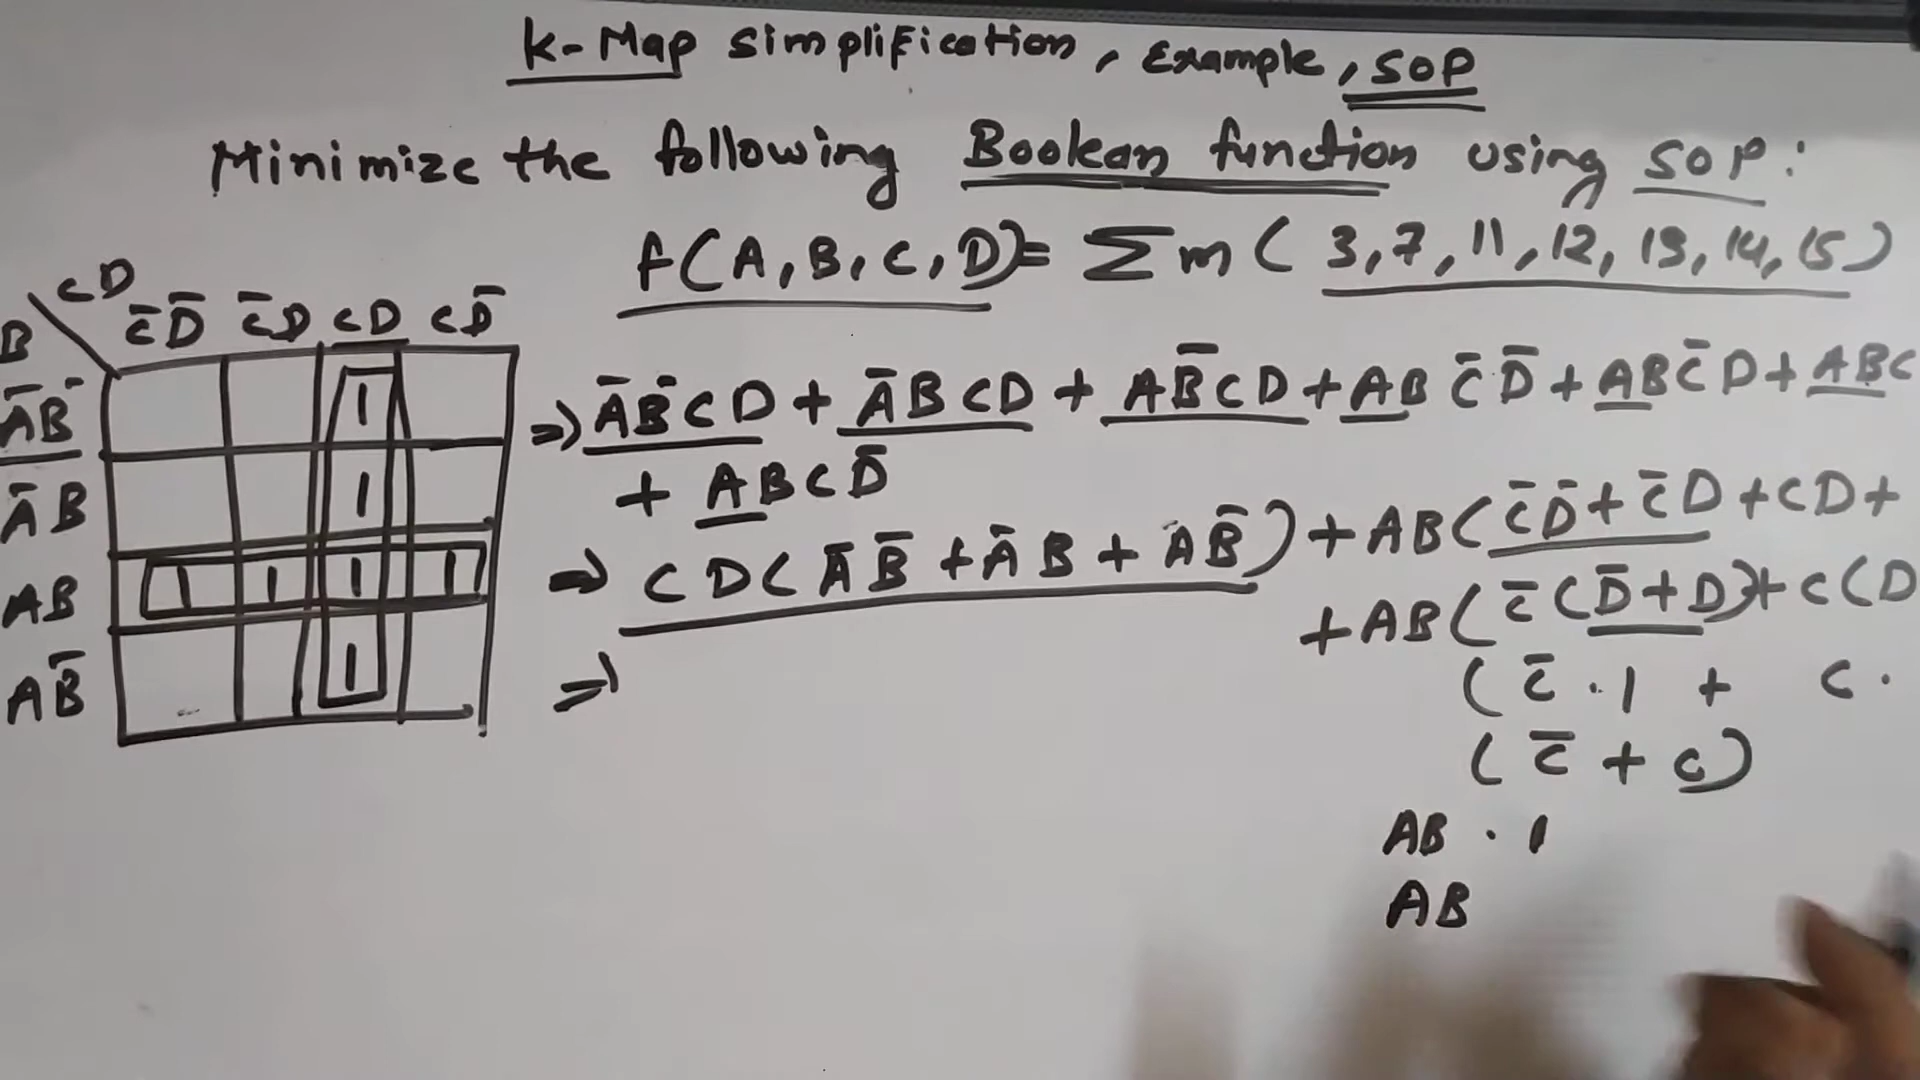 K-Map simplification, Example, SOP
Minimize the following Boolean function using SOP:
f(A,B,C,D)= Σm( 3,7,11,12,13,14,15)
CD
B
C̄D̄ C̄D CD CD̄
ĀB̄ 1
ĀB 1
AB 1 1 1 1
AB̄ 1
⇒ ĀB̄CD + ĀBCD + AB̄CD + ABC̄D̄ + ABC̄D + ABC
+ ABCD̄
⇒ CD(ĀB̄ + ĀB + AB̄) + AB(C̄D̄ + C̄D + CD +
+AB(C̄(D̄+D)+ C(D
⇒ (C̄ . 1 + C .
(C̄ + C)
AB . 1
AB